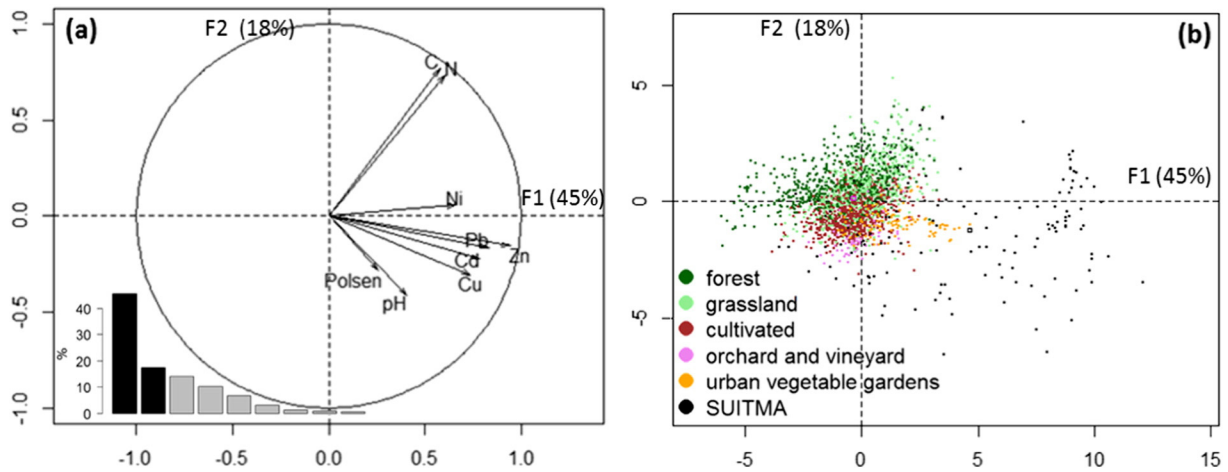 (a)
F2 (18%)
1.0
0.5
0.0
-0.5
-1.0
C N
Ni
F1 (45%)
Pb
Zn
Cd
Cu
Polsen
pH
%
40
30
20
10
0
-1.0 -0.5 0.0 0.5 1.0
(b)
F2 (18%)
5
0
-5
F1 (45%)
forest
grassland
cultivated
orchard and vineyard
urban vegetable gardens
SUITMA
-5 0 5 10 15